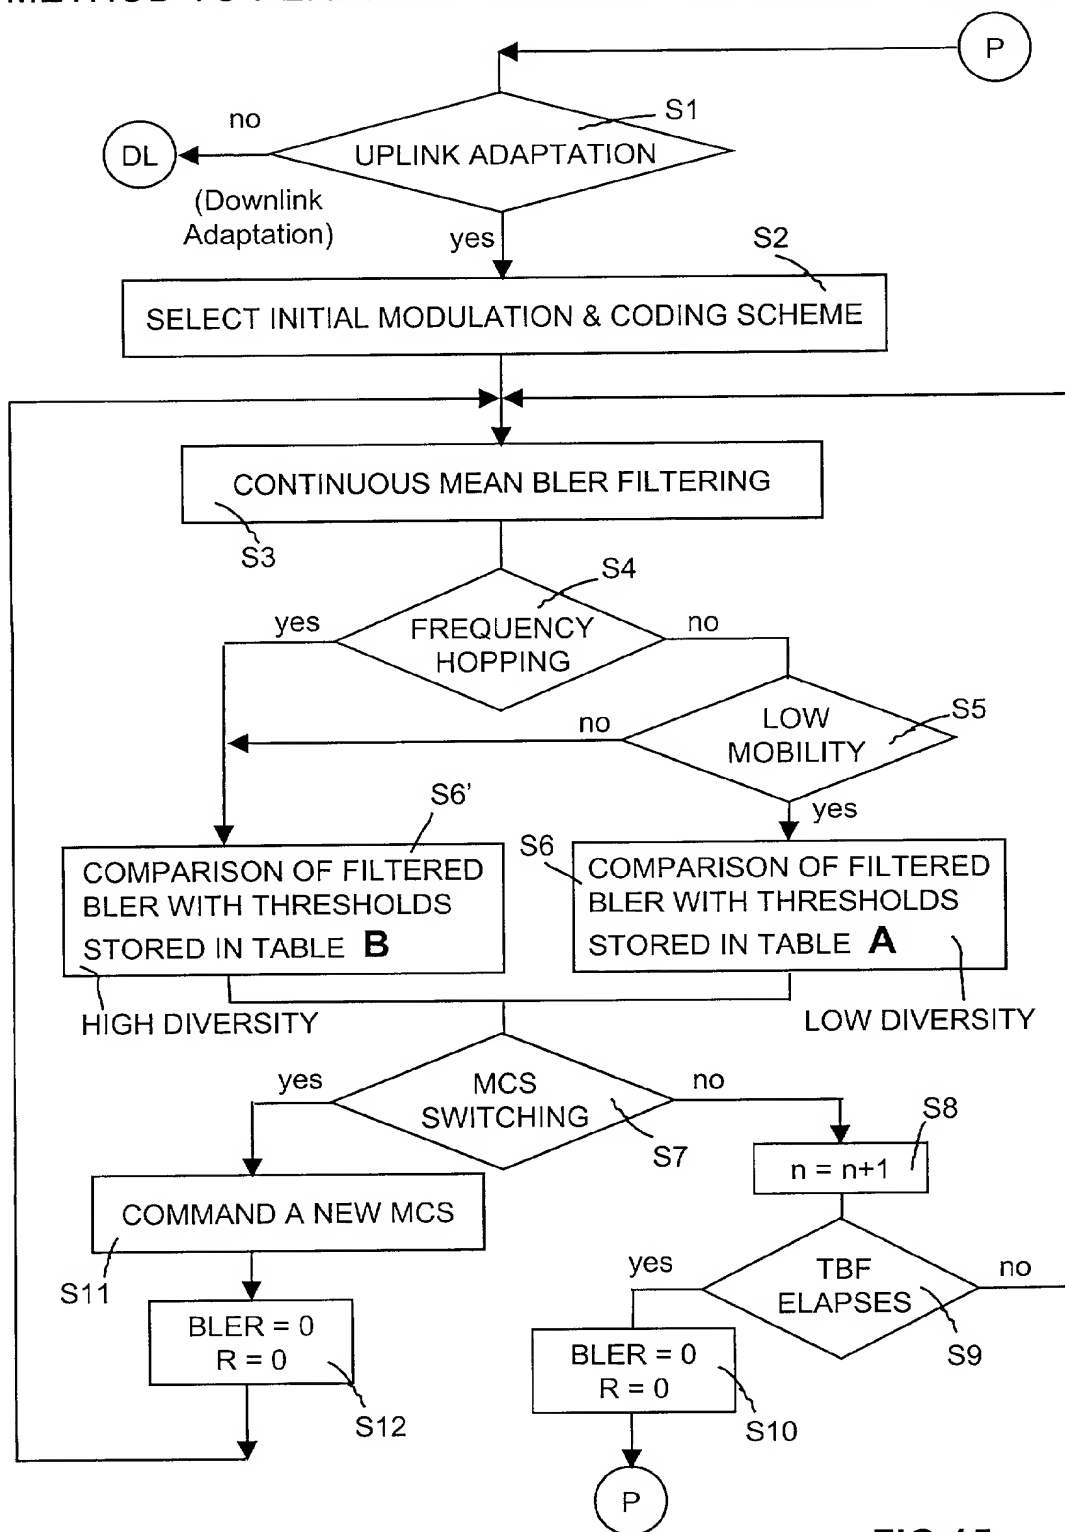 P
S1
no
DL
UPLINK ADAPTATION
(Downlink
Adaptation)
yes
S2
SELECT INITIAL MODULATION & CODING SCHEME
CONTINUOUS MEAN BLER FILTERING
S3
S4
yes
FREQUENCY
HOPPING
no
LOW
MOBILITY
S5
no
yes
S6'
S6
COMPARISON OF FILTERED
BLER WITH THRESHOLDS
STORED IN TABLE B
COMPARISON OF FILTERED
BLER WITH THRESHOLDS
STORED IN TABLE A
HIGH DIVERSITY
LOW DIVERSITY
yes
MCS
SWITCHING
no
S7
S8
n = n+1
COMMAND A NEW MCS
S11
yes
TBF
ELAPSES
no
S9
BLER = 0
R = 0
S12
BLER = 0
R = 0
S10
P